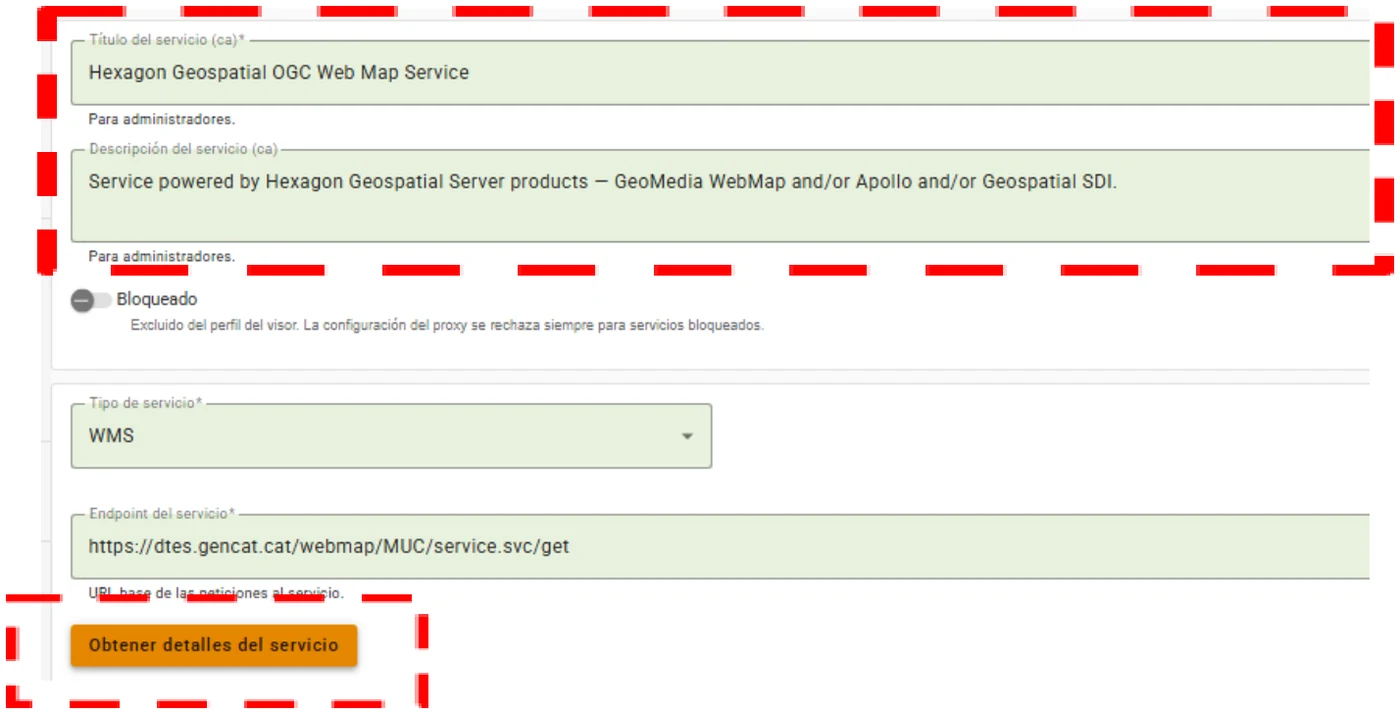 Título del servicio (ca)*
Hexagon Geospatial OGC Web Map Service
Para administradores.
Descripción del servicio (ca)
Service powered by Hexagon Geospatial Server products — GeoMedia WebMap and/or Apollo and/or Geospatial SDI.
Para administradores.
Bloqueado
Excluido del perfil del visor. La configuración del proxy se rechaza siempre para servicios bloqueados.
Tipo de servicio*
WMS
Endpoint del servicio*
https://dtes.gencat.cat/webmap/MUC/service.svc/get
URL base de las peticiones al servicio.
Obtener detalles del servicio